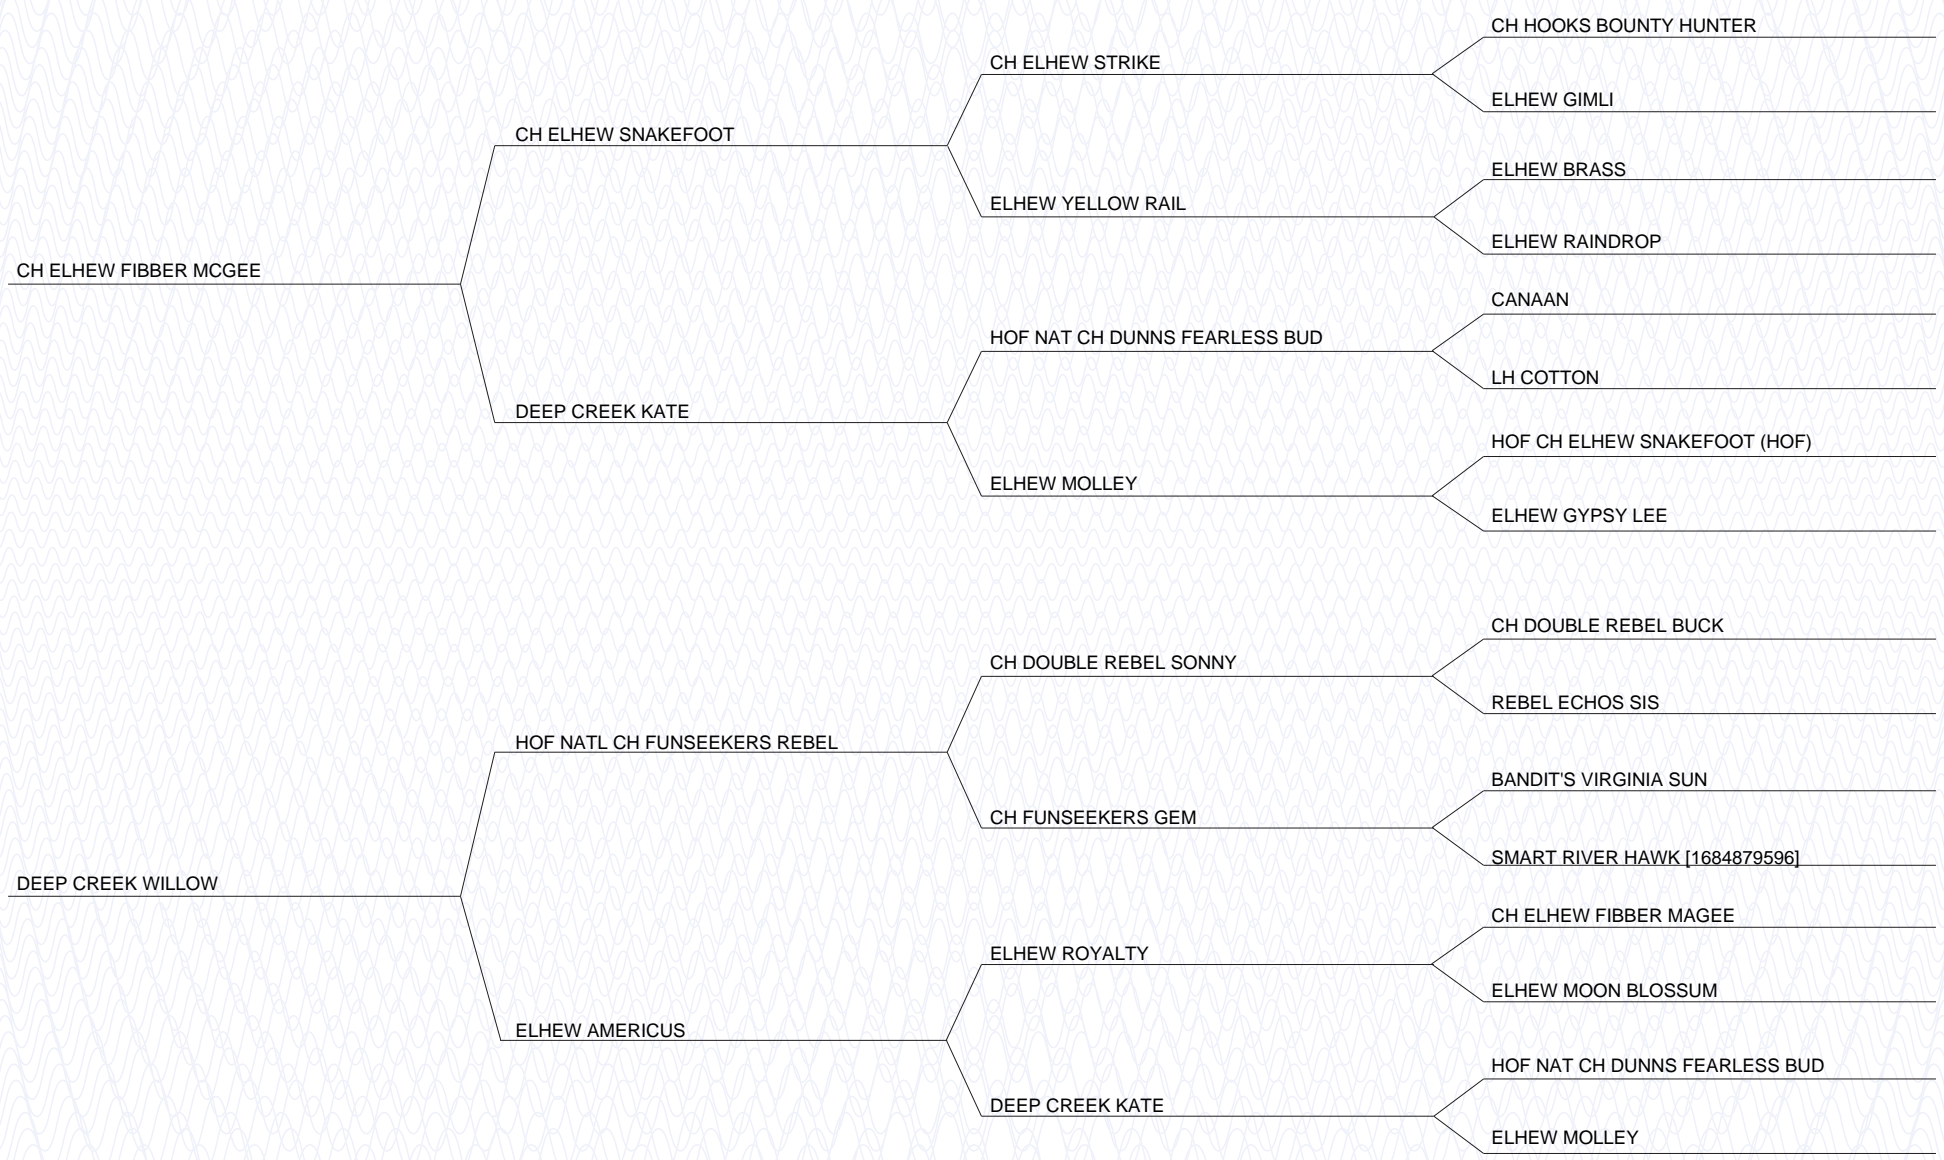 CH HOOKS BOUNTY HUNTER
CH ELHEW STRIKE
ELHEW GIMLI
CH ELHEW SNAKEFOOT
ELHEW BRASS
ELHEW YELLOW RAIL
ELHEW RAINDROP
CH ELHEW FIBBER MCGEE
CANAAN
HOF NAT CH DUNNS FEARLESS BUD
LH COTTON
DEEP CREEK KATE
HOF CH ELHEW SNAKEFOOT (HOF)
ELHEW MOLLEY
ELHEW GYPSY LEE
CH DOUBLE REBEL BUCK
CH DOUBLE REBEL SONNY
REBEL ECHOS SIS
HOF NATL CH FUNSEEKERS REBEL
BANDIT'S VIRGINIA SUN
CH FUNSEEKERS GEM
SMART RIVER HAWK [1684879596]
DEEP CREEK WILLOW
CH ELHEW FIBBER MAGEE
ELHEW ROYALTY
ELHEW MOON BLOSSUM
ELHEW AMERICUS
HOF NAT CH DUNNS FEARLESS BUD
DEEP CREEK KATE
ELHEW MOLLEY